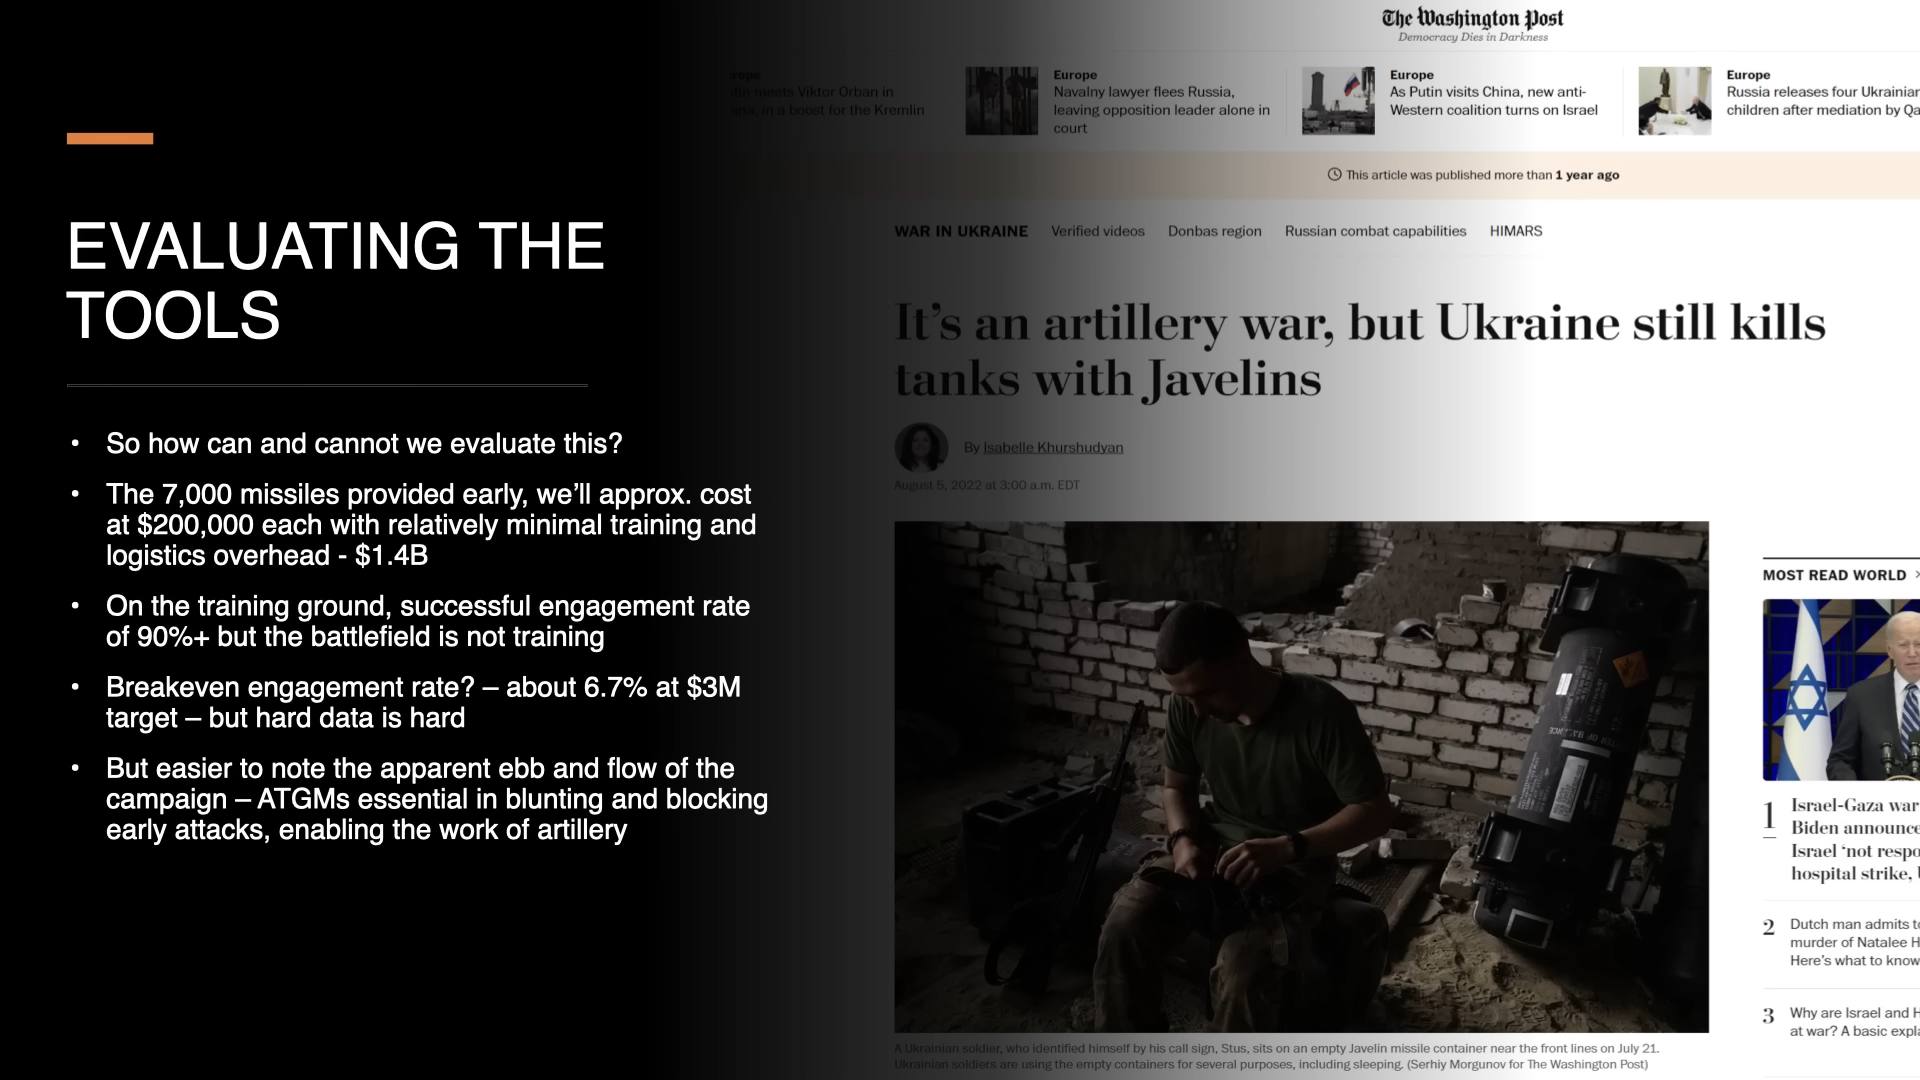 EVALUATING THE
TOOLS
• So how can and cannot we evaluate this?
• The 7,000 missiles provided early, we’ll approx. cost
at $200,000 each with relatively minimal training and
logistics overhead - $1.4B
• On the training ground, successful engagement rate
of 90%+ but the battlefield is not training
• Breakeven engagement rate? – about 6.7% at $3M
target – but hard data is hard
• But easier to note the apparent ebb and flow of the
campaign – ATGMs essential in blunting and blocking
early attacks, enabling the work of artillery
The Washington Post
Democracy Dies in Darkness
meets Viktor Orban in
in a boost for the Kremlin
Europe
Navalny lawyer flees Russia,
leaving opposition leader alone in
court
Europe
As Putin visits China, new anti-
Western coalition turns on Israel
Europe
Russia releases four Ukrainian
children after mediation by Qa
This article was published more than 1 year ago
WAR IN UKRAINE Verified videos Donbas region Russian combat capabilities HIMARS
It’s an artillery war, but Ukraine still kills
tanks with Javelins
By Isabelle Khurshudyan
August 5, 2022 at 3:00 a.m. EDT
A Ukrainian soldier, who identified himself by his call sign, Stus, sits on an empty Javelin missile container near the front lines on July 21.
Ukrainian soldiers are using the empty containers for several purposes, including sleeping. (Serhiy Morgunov for The Washington Post)
MOST READ WORLD >
1 Israel-Gaza war
Biden announce
Israel ‘not respo
hospital strike,
2 Dutch man admits to
murder of Natalee H
Here’s what to know
3 Why are Israel and H
at war? A basic expla